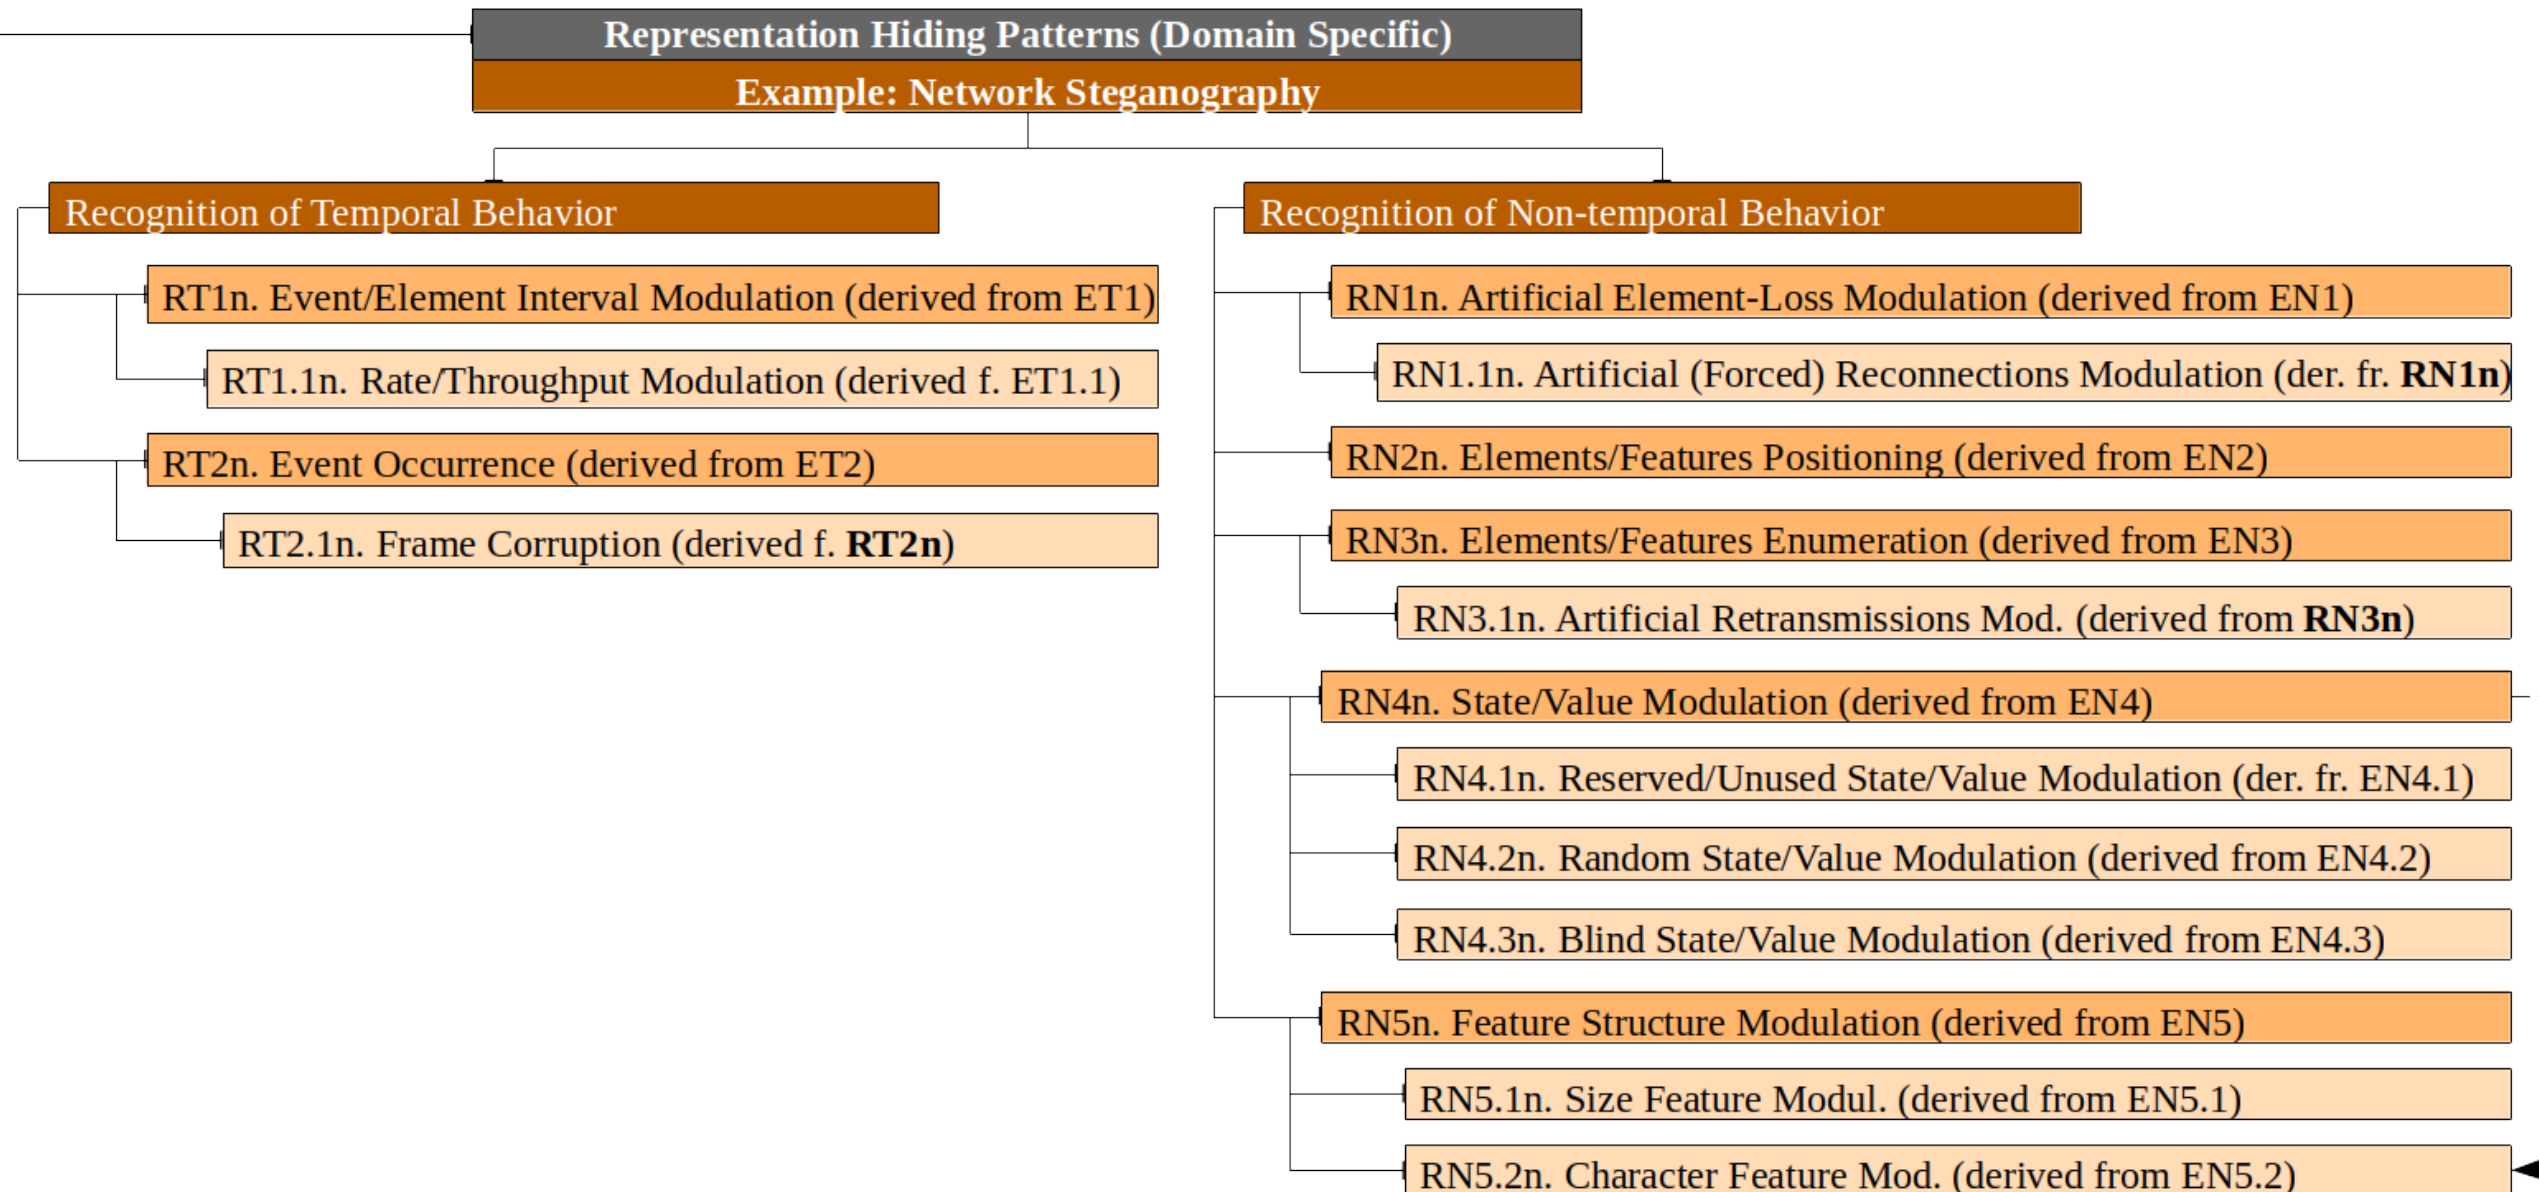 Representation Hiding Patterns (Domain Specific)
Example: Network Steganography
Recognition of Temporal Behavior
RT1n. Event/Element Interval Modulation (derived from ET1)
RT1.1n. Rate/Throughput Modulation (derived f. ET1.1)
RT2n. Event Occurrence (derived from ET2)
RT2.1n. Frame Corruption (derived f. RT2n)
Recognition of Non-temporal Behavior
RN1n. Artificial Element-Loss Modulation (derived from EN1)
RN1.1n. Artificial (Forced) Reconnections Modulation (der. fr. RN1n)
RN2n. Elements/Features Positioning (derived from EN2)
RN3n. Elements/Features Enumeration (derived from EN3)
RN3.1n. Artificial Retransmissions Mod. (derived from RN3n)
RN4n. State/Value Modulation (derived from EN4)
RN4.1n. Reserved/Unused State/Value Modulation (der. fr. EN4.1)
RN4.2n. Random State/Value Modulation (derived from EN4.2)
RN4.3n. Blind State/Value Modulation (derived from EN4.3)
RN5n. Feature Structure Modulation (derived from EN5)
RN5.1n. Size Feature Modul. (derived from EN5.1)
RN5.2n. Character Feature Mod. (derived from EN5.2)